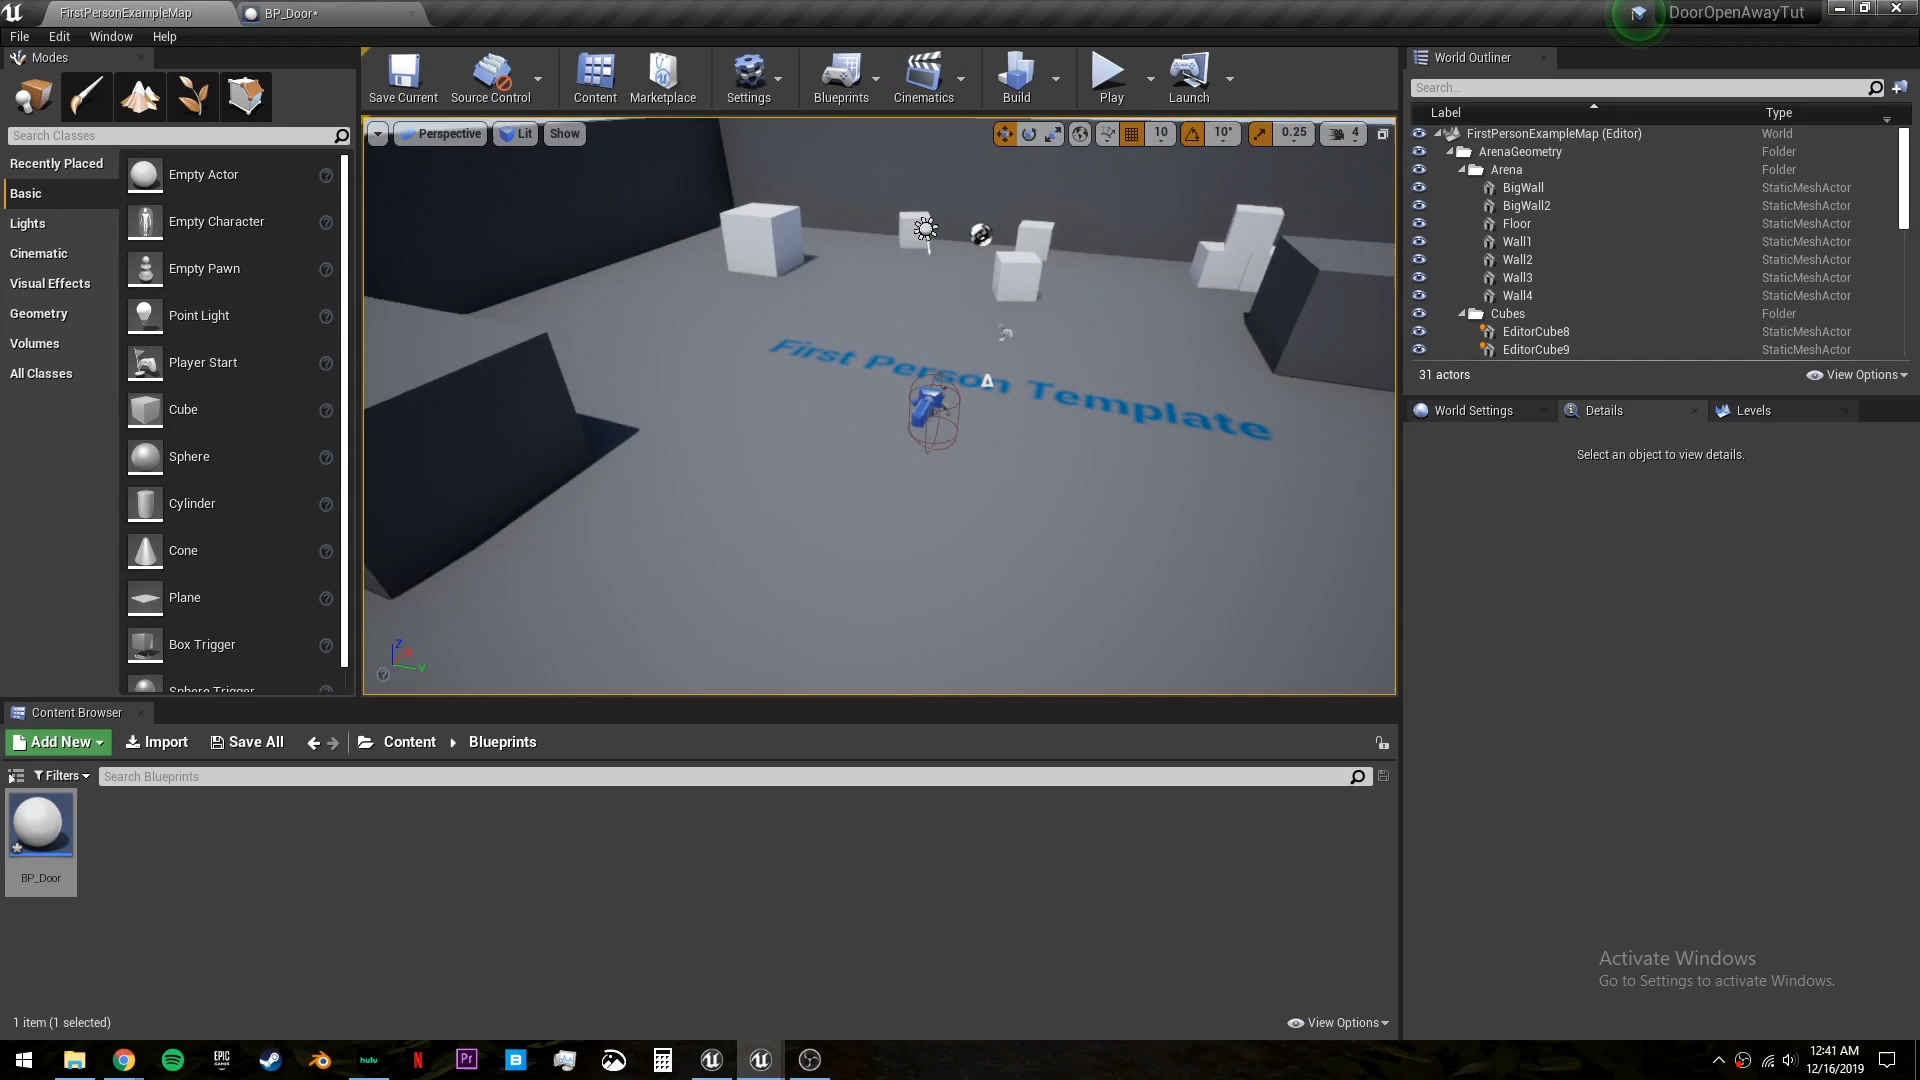 FirstPersonExampleMap
BP_Door*
DoorOpenAwayTut
File Edit Window Help
Modes
Search Classes
Recently Placed
Basic
Lights
Cinematic
Visual Effects
Geometry
Volumes
All Classes
Empty Actor
Empty Character
Empty Pawn
Point Light
Player Start
Cube
Sphere
Cylinder
Cone
Plane
Box Trigger
Sphere Trigger
Save Current
Source Control
Content
Marketplace
Settings
Blueprints
Cinematics
Build
Play
Launch
Perspective Lit Show
10 10° 0.25 4
First Person Template
Z
X
Y
World Outliner
Search...
Label Type
FirstPersonExampleMap (Editor) World
ArenaGeometry Folder
Arena Folder
BigWall StaticMeshActor
BigWall2 StaticMeshActor
Floor StaticMeshActor
Wall1 StaticMeshActor
Wall2 StaticMeshActor
Wall3 StaticMeshActor
Wall4 StaticMeshActor
Cubes Folder
EditorCube8 StaticMeshActor
EditorCube9 StaticMeshActor
31 actors
View Options
World Settings Details Levels
Select an object to view details.
Content Browser
Add New Import Save All Content Blueprints
Filters Search Blueprints
BP_Door
1 item (1 selected)
View Options
Activate Windows
Go to Settings to activate Windows.
EPIC
GAMES
hulu
N
Pr
B
12:41 AM
12/16/2019